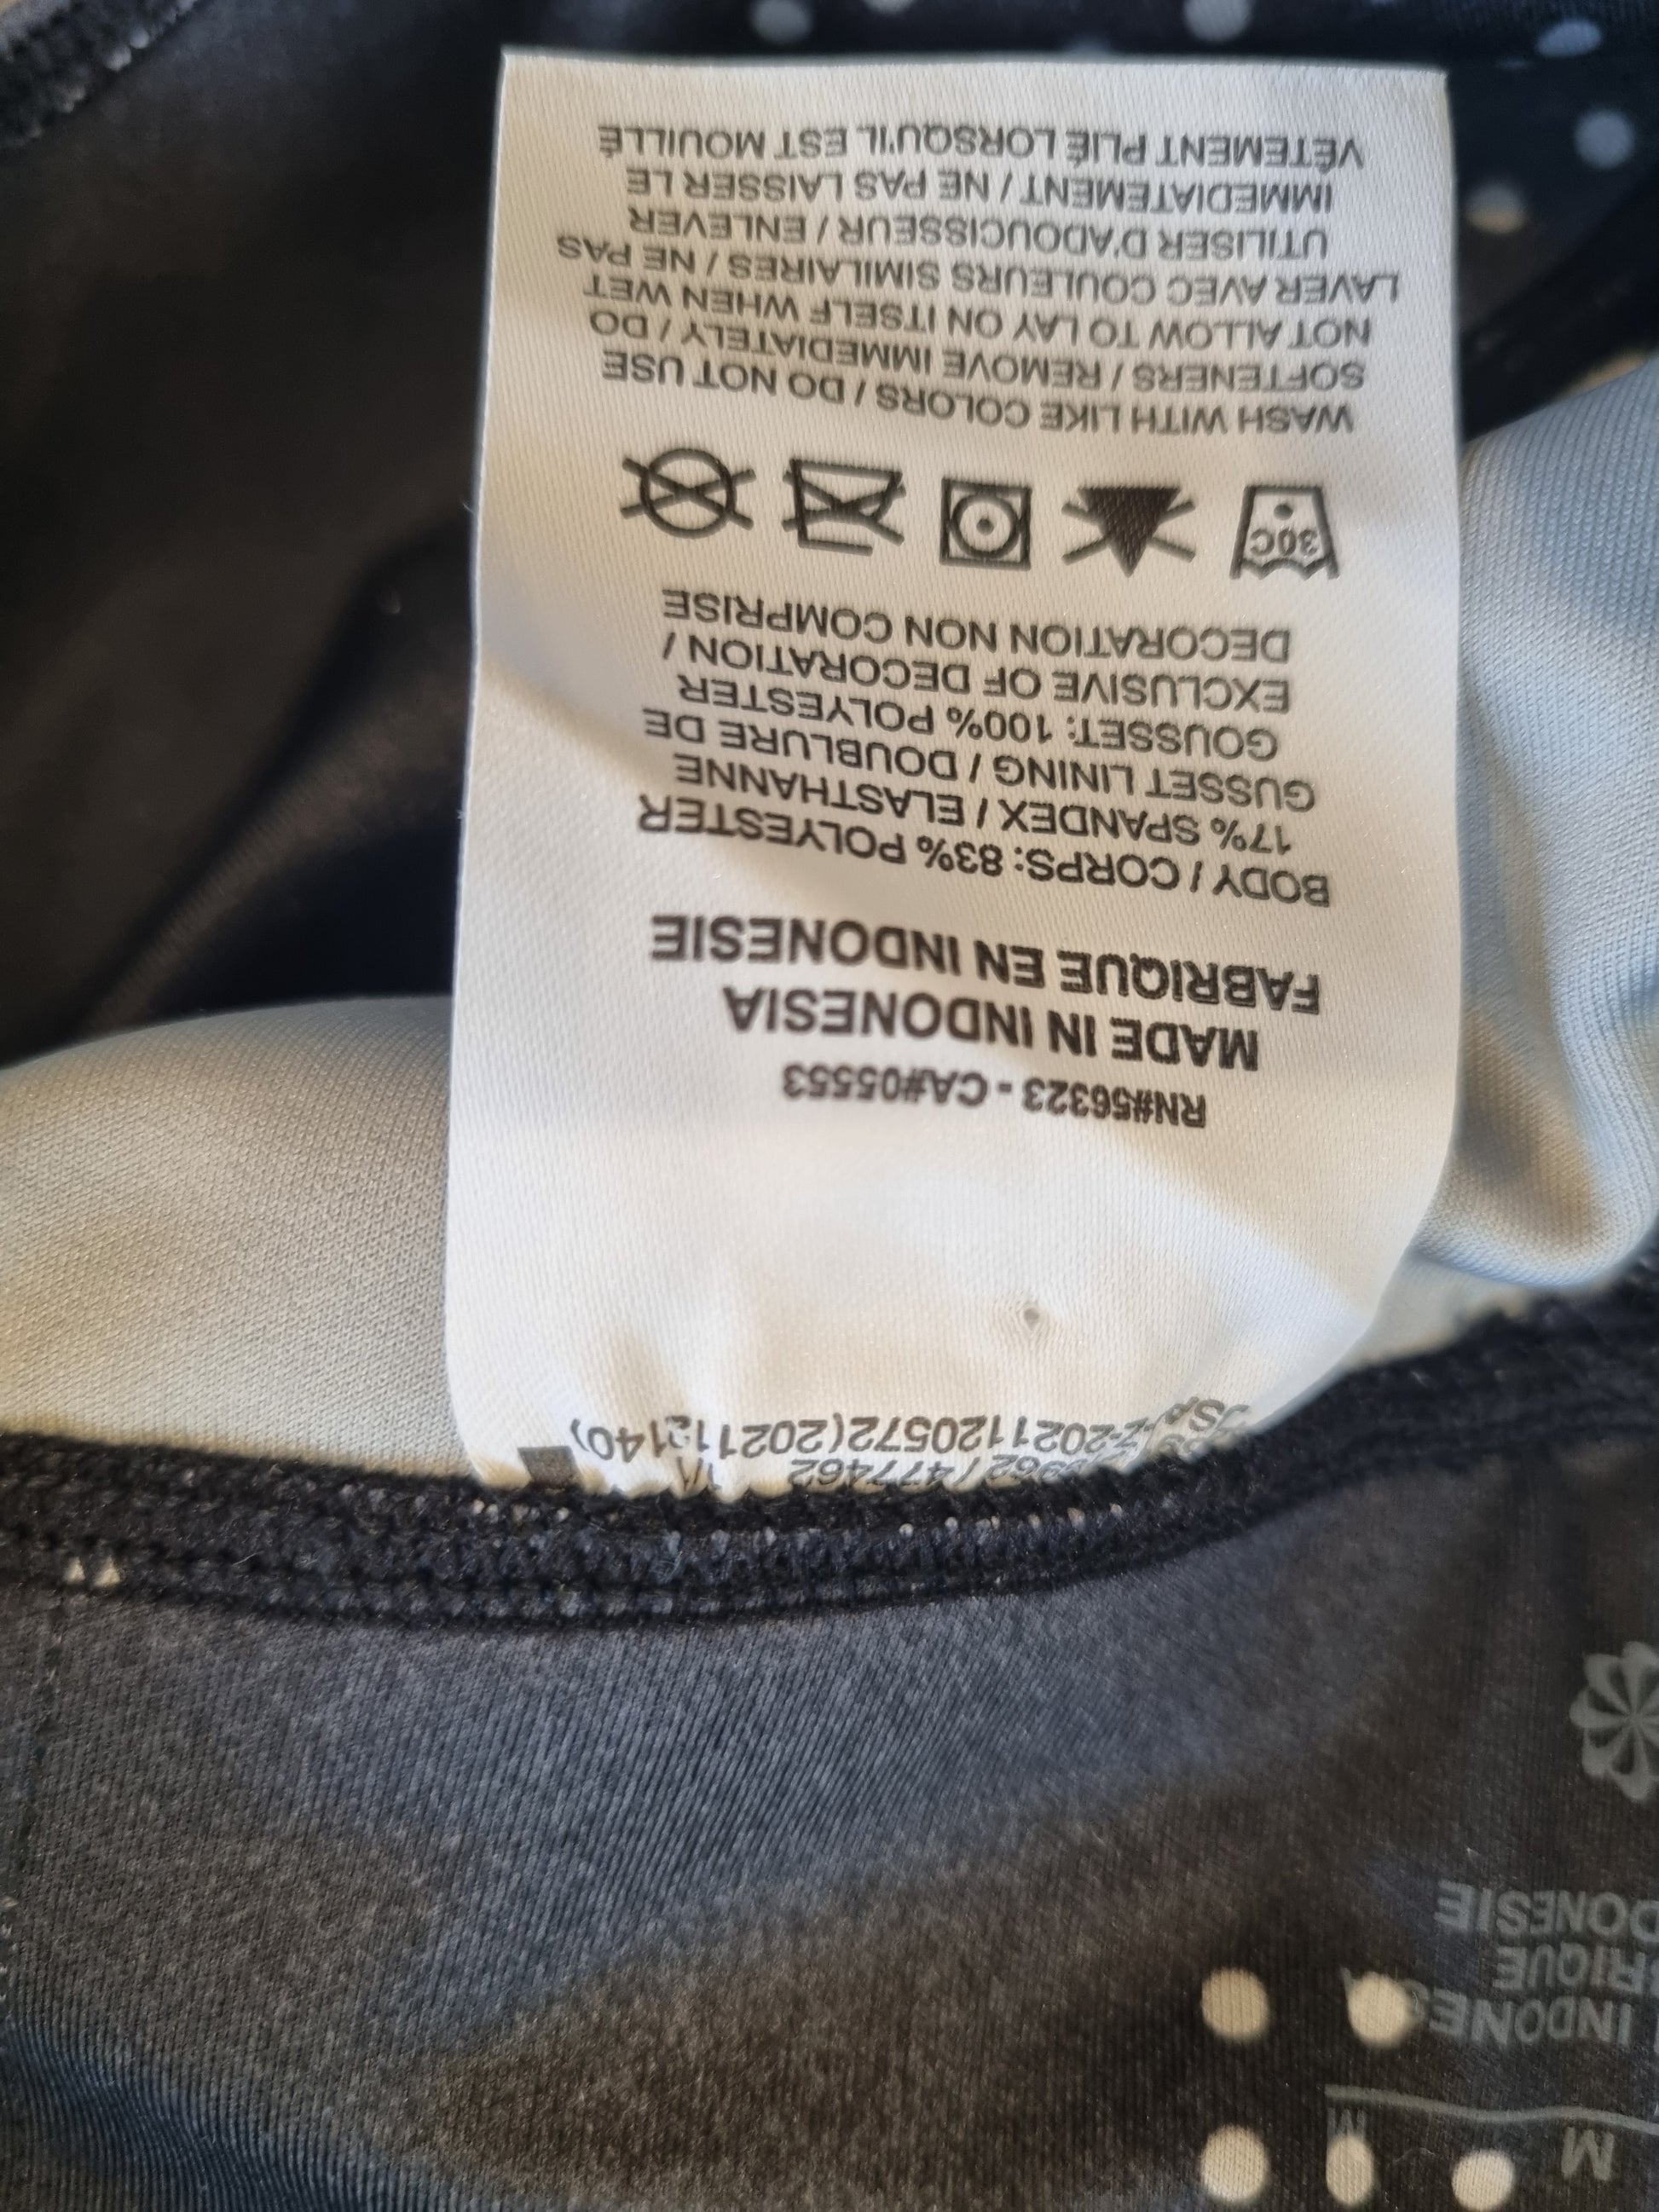 RN#56323 - CA#05553
MADE IN INDONESIA
FABRIQUE EN INDONESIE
BODY / CORPS: 83% POLYESTER
17% SPANDEX / ELASTHANNE
GUSSET LINING / DOUBLURE DE
GOUSSET: 100% POLYESTER
EXCLUSIVE OF DECORATION /
DECORATION NON COMPRISE
30C
WASH WITH LIKE COLORS / DO NOT USE
SOFTENERS / REMOVE IMMEDIATELY / DO
NOT ALLOW TO LAY ON ITSELF WHEN WET
LAVER AVEC COULEURS SIMILAIRES / NE PAS
UTILISER D'ADOUCISSEUR / ENLEVER
IMMEDIATEMENT / NE PAS LAISSER LE
VÊTEMENT PLIÉ LORSQU'IL EST MOUILLÉ
M
M